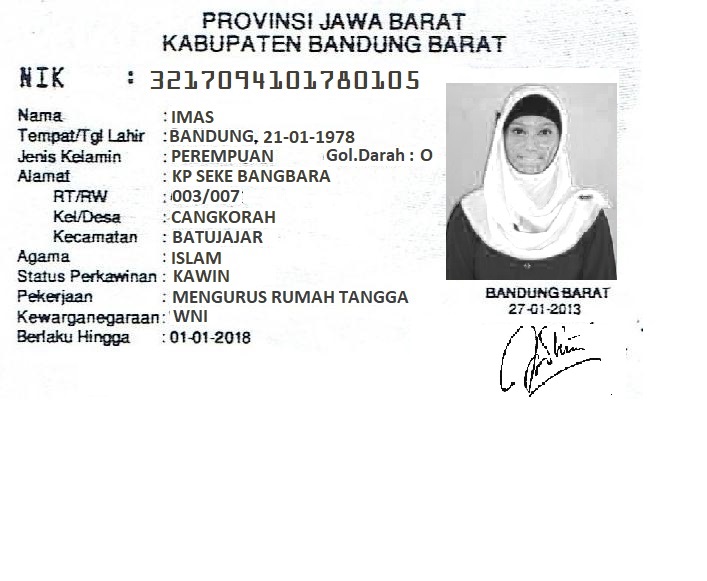 PROVINSI JAWA BARAT
KABUPATEN BANDUNG BARAT
NIK : 3217094101780105
Nama : IMAS
Tempat/Tgl Lahir : BANDUNG, 21-01-1978
Jenis Kelamin : PEREMPUAN Gol.Darah : O
Alamat : KP SEKE BANGBARA
RT/RW : 003/007
Kel/Desa : CANGKORAH
Kecamatan : BATUJAJAR
Agama : ISLAM
Status Perkawinan : KAWIN
Pekerjaan : MENGURUS RUMAH TANGGA
Kewarganegaraan : WNI
Berlaku Hingga : 01-01-2018
BANDUNG BARAT
27-01-2013